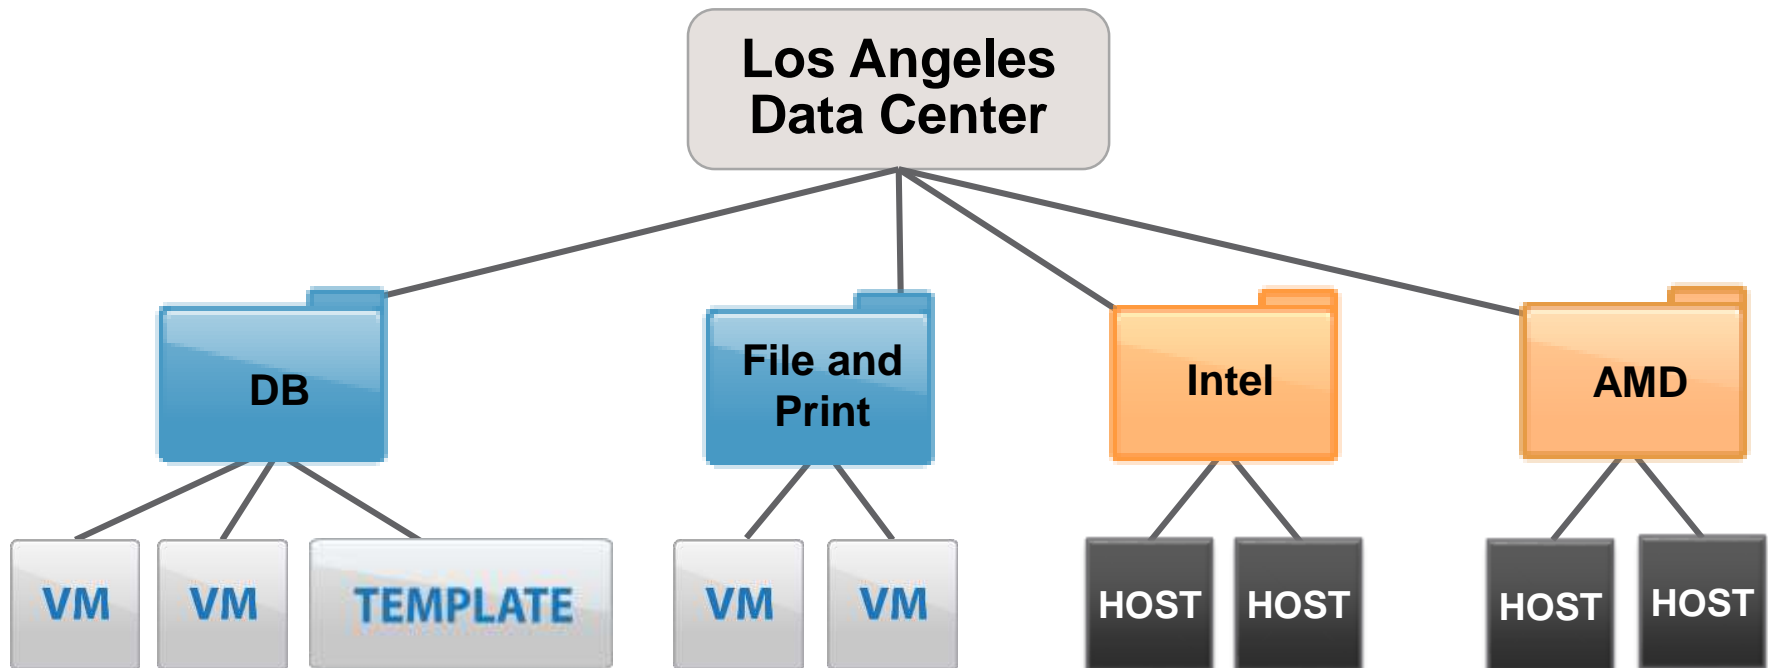 Los Angeles
Data Center
DB
File and
Print
Intel
AMD
VM
VM
TEMPLATE
VM
VM
HOST
HOST
HOST
HOST